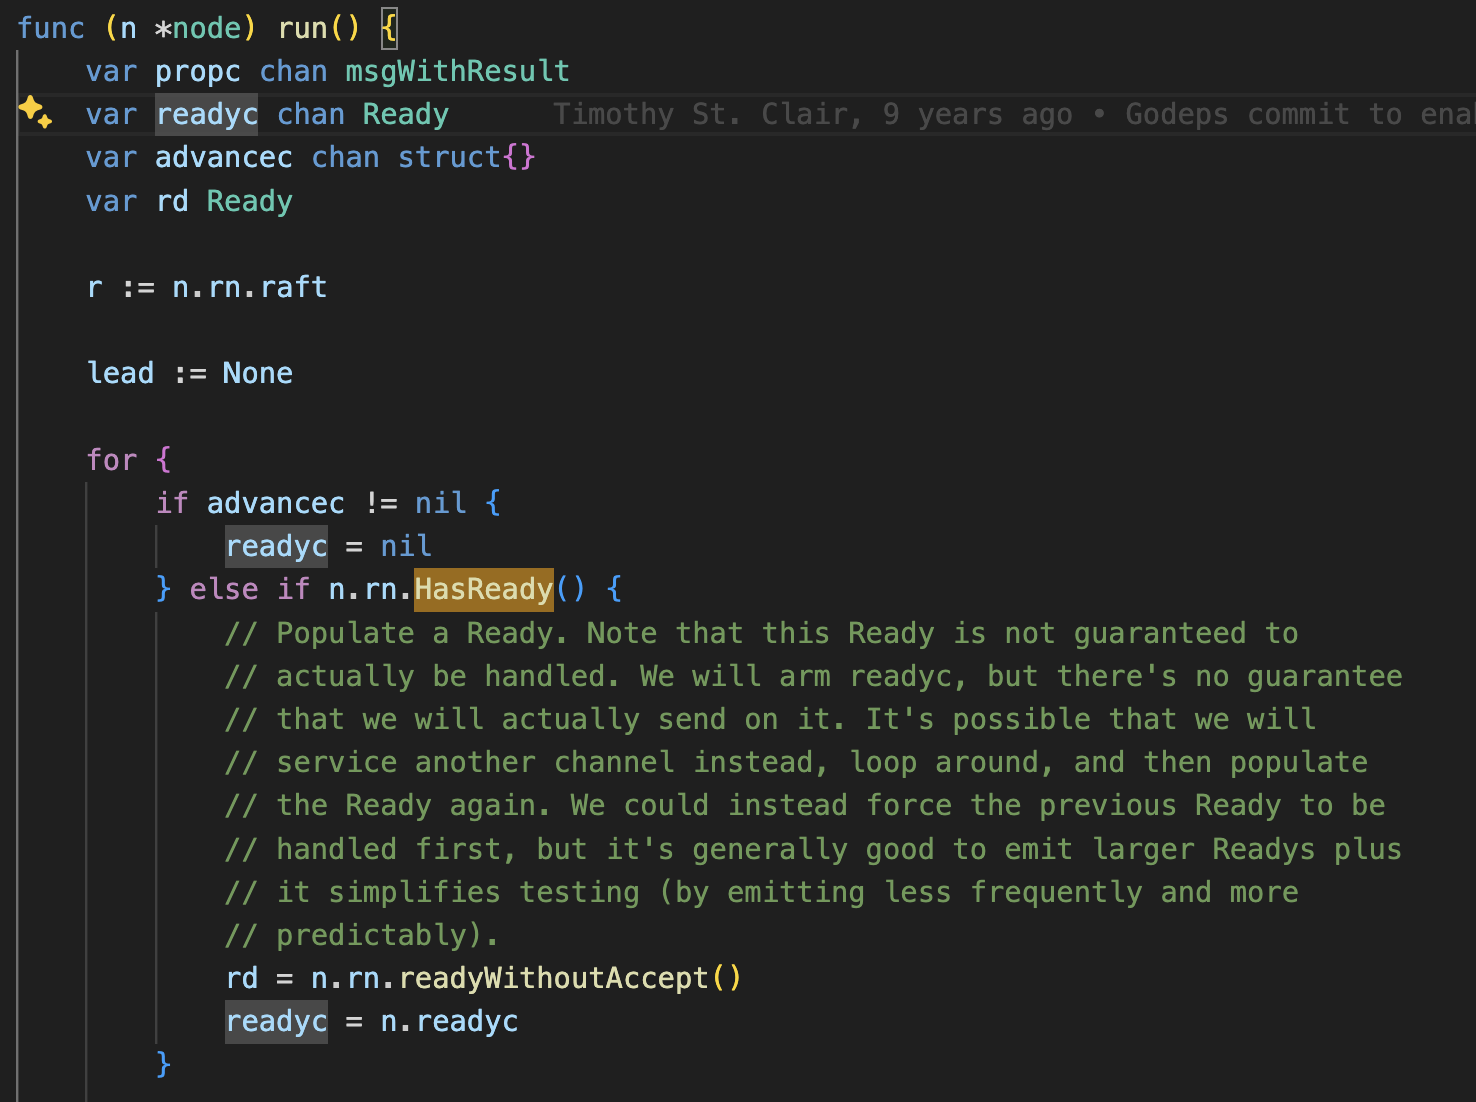 func (n *node) run() {
    var propc chan msgWithResult
    var readyc chan Ready      Timothy St. Clair, 9 years ago • Godeps commit to
    var advancec chan struct{}
    var rd Ready
    r := n.rn.raft
    lead := None
    for {
        if advancec != nil {
            readyc = nil
        } else if n.rn.HasReady() {
            // Populate a Ready. Note that this Ready is not guaranteed to
            // actually be handled. We will arm readyc, but there's no guarantee
            // that we will actually send on it. It's possible that we will
            // service another channel instead, loop around, and then populate
            // the Ready again. We could instead force the previous Ready to be
            // handled first, but it's generally good to emit larger Readys plus
            // it simplifies testing (by emitting less frequently and more
            // predictably).
            rd = n.rn.readyWithoutAccept()
            readyc = n.readyc
        }